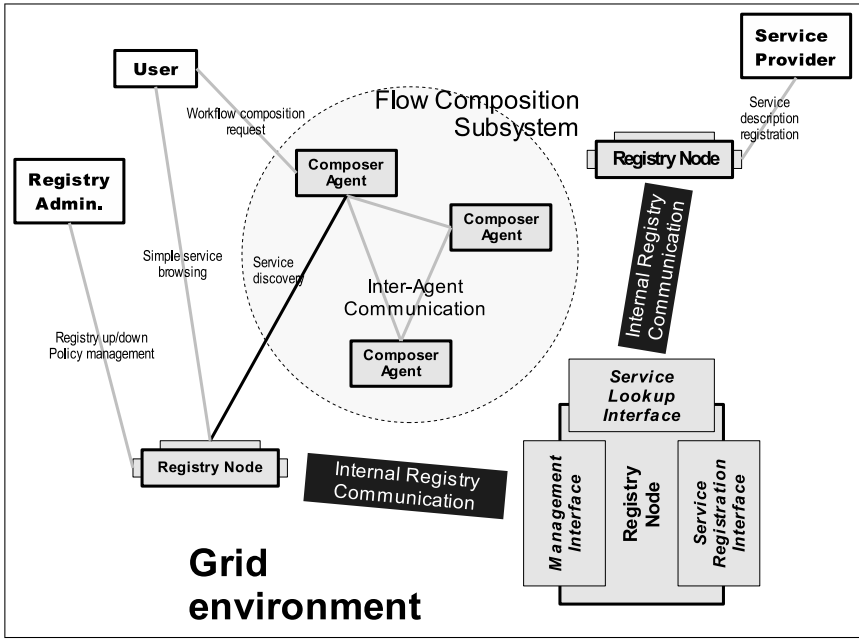 User
Service
Provider
Flow Composition
Subsystem
Workflow composition
request
Service
description
registration
Registry Node
Composer
Agent
Registry
Admin.
Composer
Agent
Simple service
browsing
Service
discovery
Inter-Agent
Communication
Internal Registry
Communication
Registry up/down
Policy management
Composer
Agent
Service
Lookup
Interface
Registry Node
Internal Registry
Communication
Management
Interface
Registry
Node
Service
Registration
Interface
Grid
environment